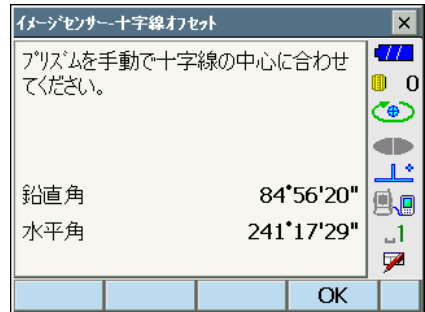 ｲﾒｰｼﾞｾﾝｻｰ-十字線ｵﾌｾｯﾄ
ﾌﾟﾘｽﾞﾑを手動で十字線の中心に合わせ
てください。
0
鉛直角 84°56'20"
水平角 241°17'29"
1
OK